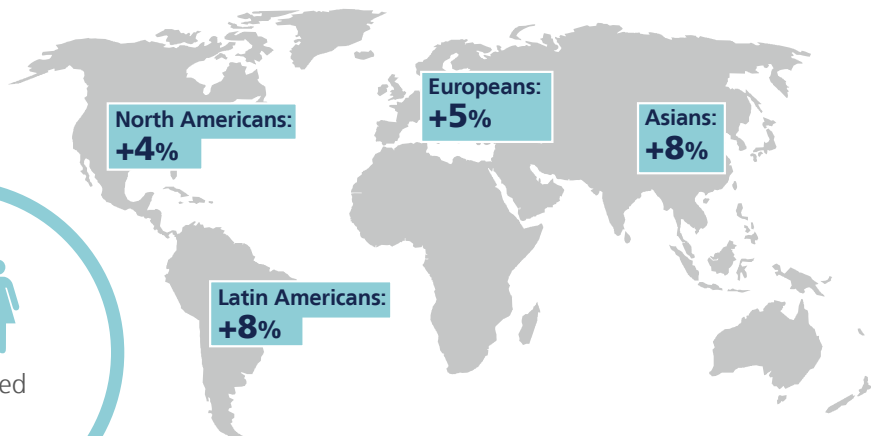 Europeans:
+5%
North Americans:
+4%
Asians:
+8%
Latin Americans:
+8%
ed